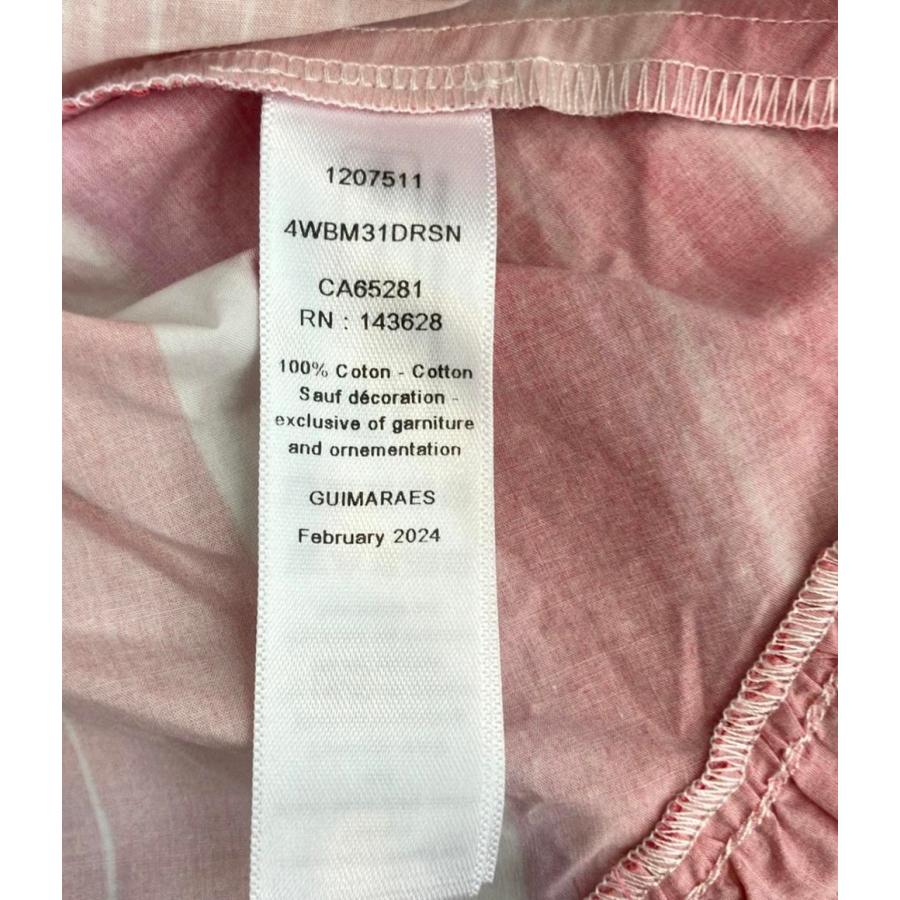 1207511
4WBM31DRSN
CA65281
RN : 143628
100% Coton - Cotton
Sauf décoration -
exclusive of garniture
and ornementation
GUIMARAES
February 2024